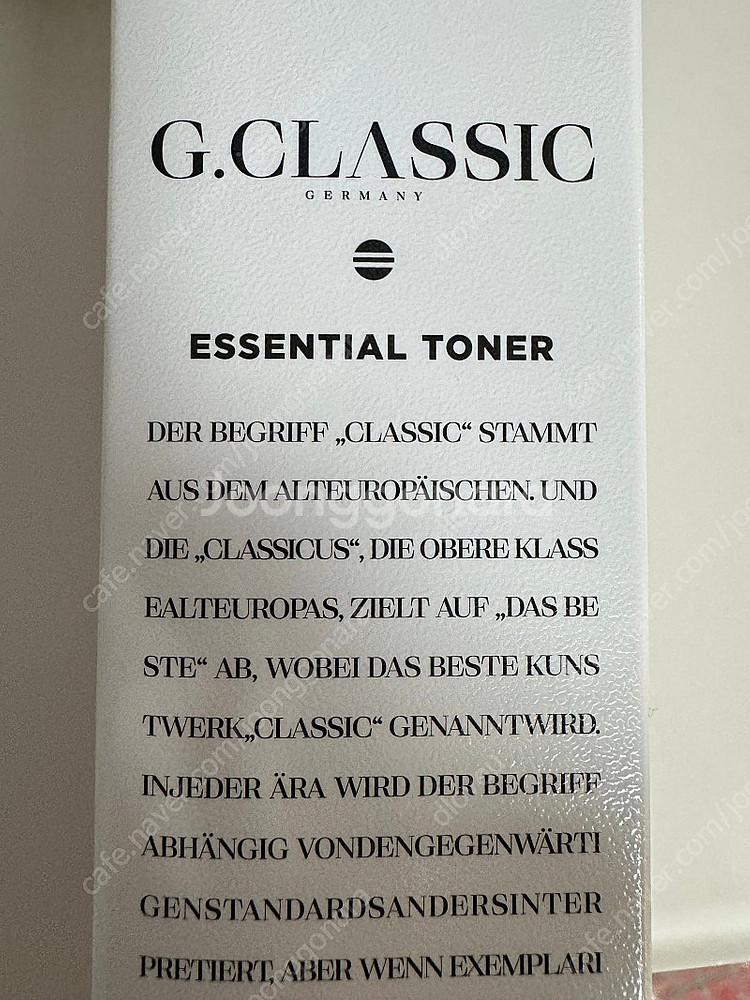 G.CLASSIC
GERMANY
ESSENTIAL TONER
DER BEGRIFF „CLASSIC“ STAMMT
AUS DEM ALTEUROPÄISCHEN. UND
DIE „CLASSICUS“, DIE OBERE KLASS
EALTEUROPAS, ZIELT AUF „DAS BE
STE“ AB, WOBEI DAS BESTE KUNS
TWERK„CLASSIC“ GENANNTWIRD.
INJEDER ÄRA WIRD DER BEGRIFF
ABHÄNGIG VONDENGEGENWÄRTI
GENSTANDARDSANDERSINTER
PRETIERT, ABER WENN EXEMPLARI